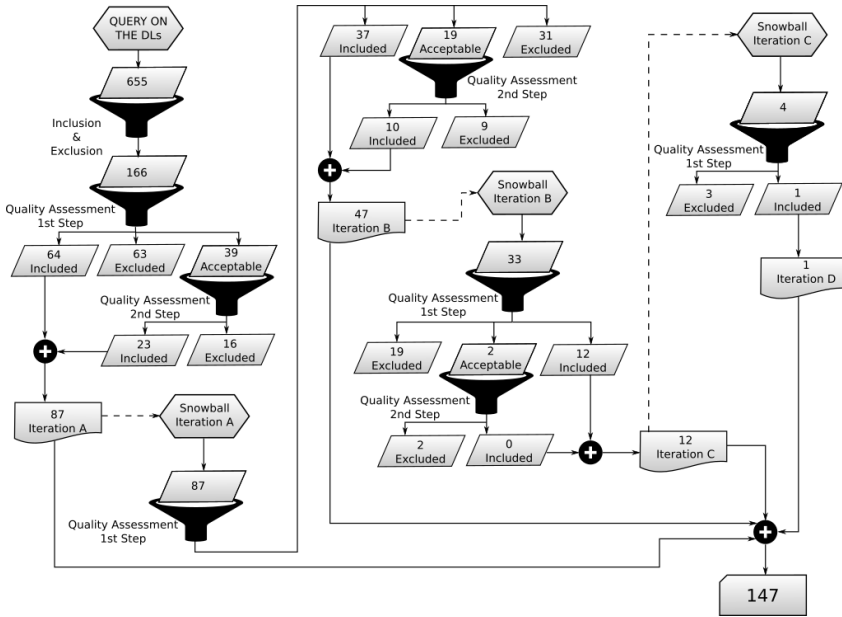 QUERY ON
THE DLs
655
Inclusion
&
Exclusion
166
Quality Assessment
1st Step
64
Included
63
Excluded
39
Acceptable
Quality Assessment
2nd Step
23
Included
16
Excluded
87
Iteration A
Snowball
Iteration A
87
Quality Assessment
1st Step
37
Included
19
Acceptable
31
Excluded
Quality Assessment
2nd Step
10
Included
9
Excluded
47
Iteration B
Snowball
Iteration B
33
Quality Assessment
1st Step
19
Excluded
2
Acceptable
12
Included
Quality Assessment
2nd Step
2
Excluded
0
Included
12
Iteration C
Snowball
Iteration C
4
Quality Assessment
1st Step
3
Excluded
1
Included
1
Iteration D
147